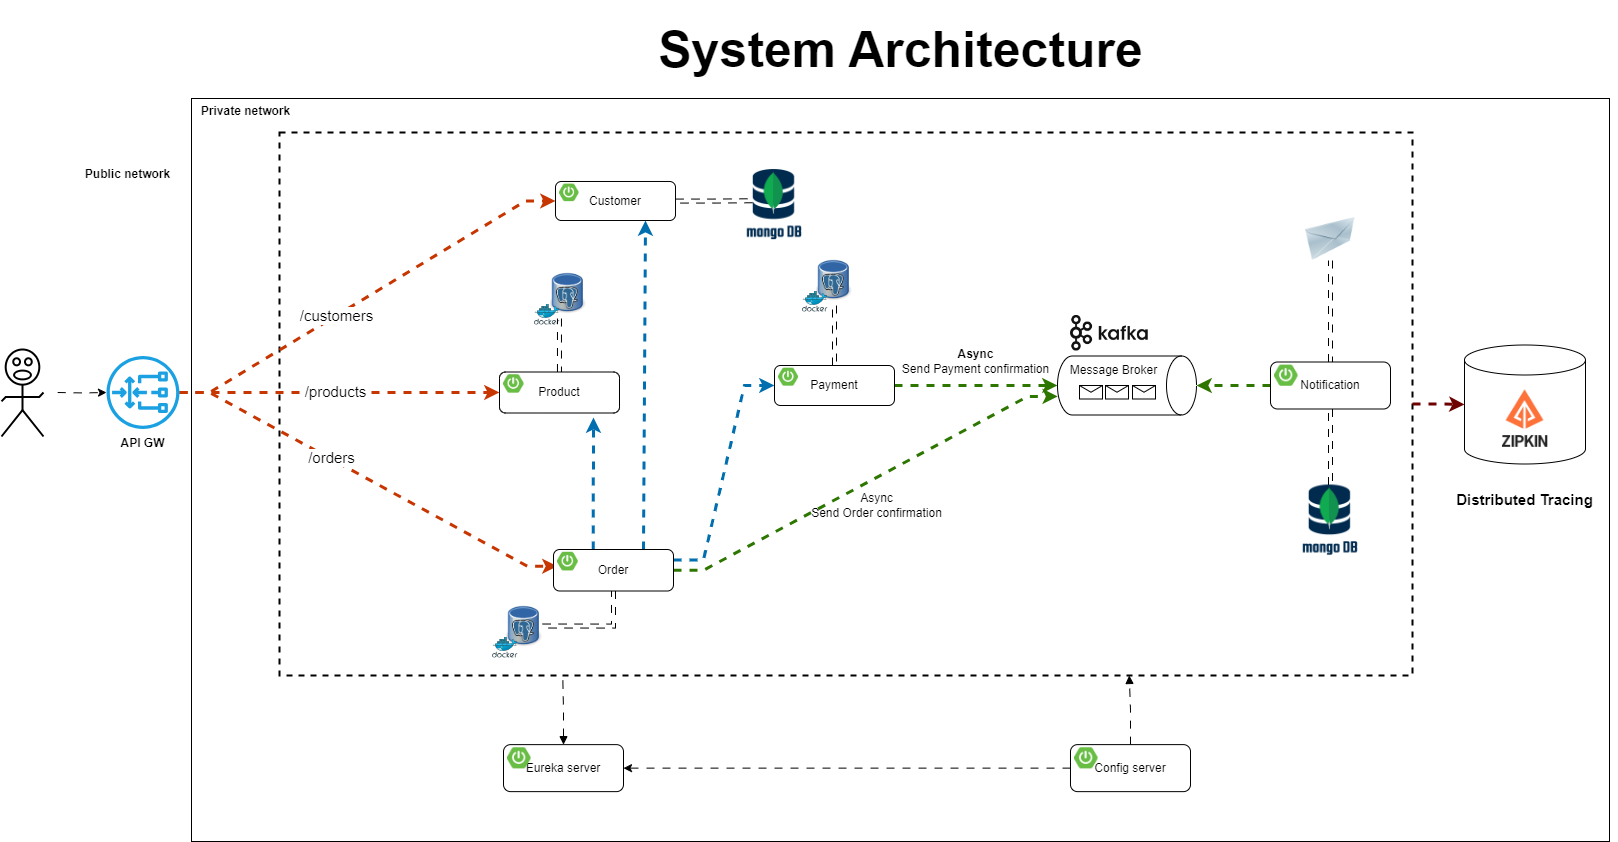 System Architecture
Private network
Public network
Customer
mongo DB
/customers
docker
docker
kafka
Async
Send Payment confirmation
Message Broker
API GW
/products
Product
Payment
Notification
ZIPKIN
Distributed Tracing
/orders
Async
Send Order confirmation
mongo DB
Order
docker
Eureka server
Config server